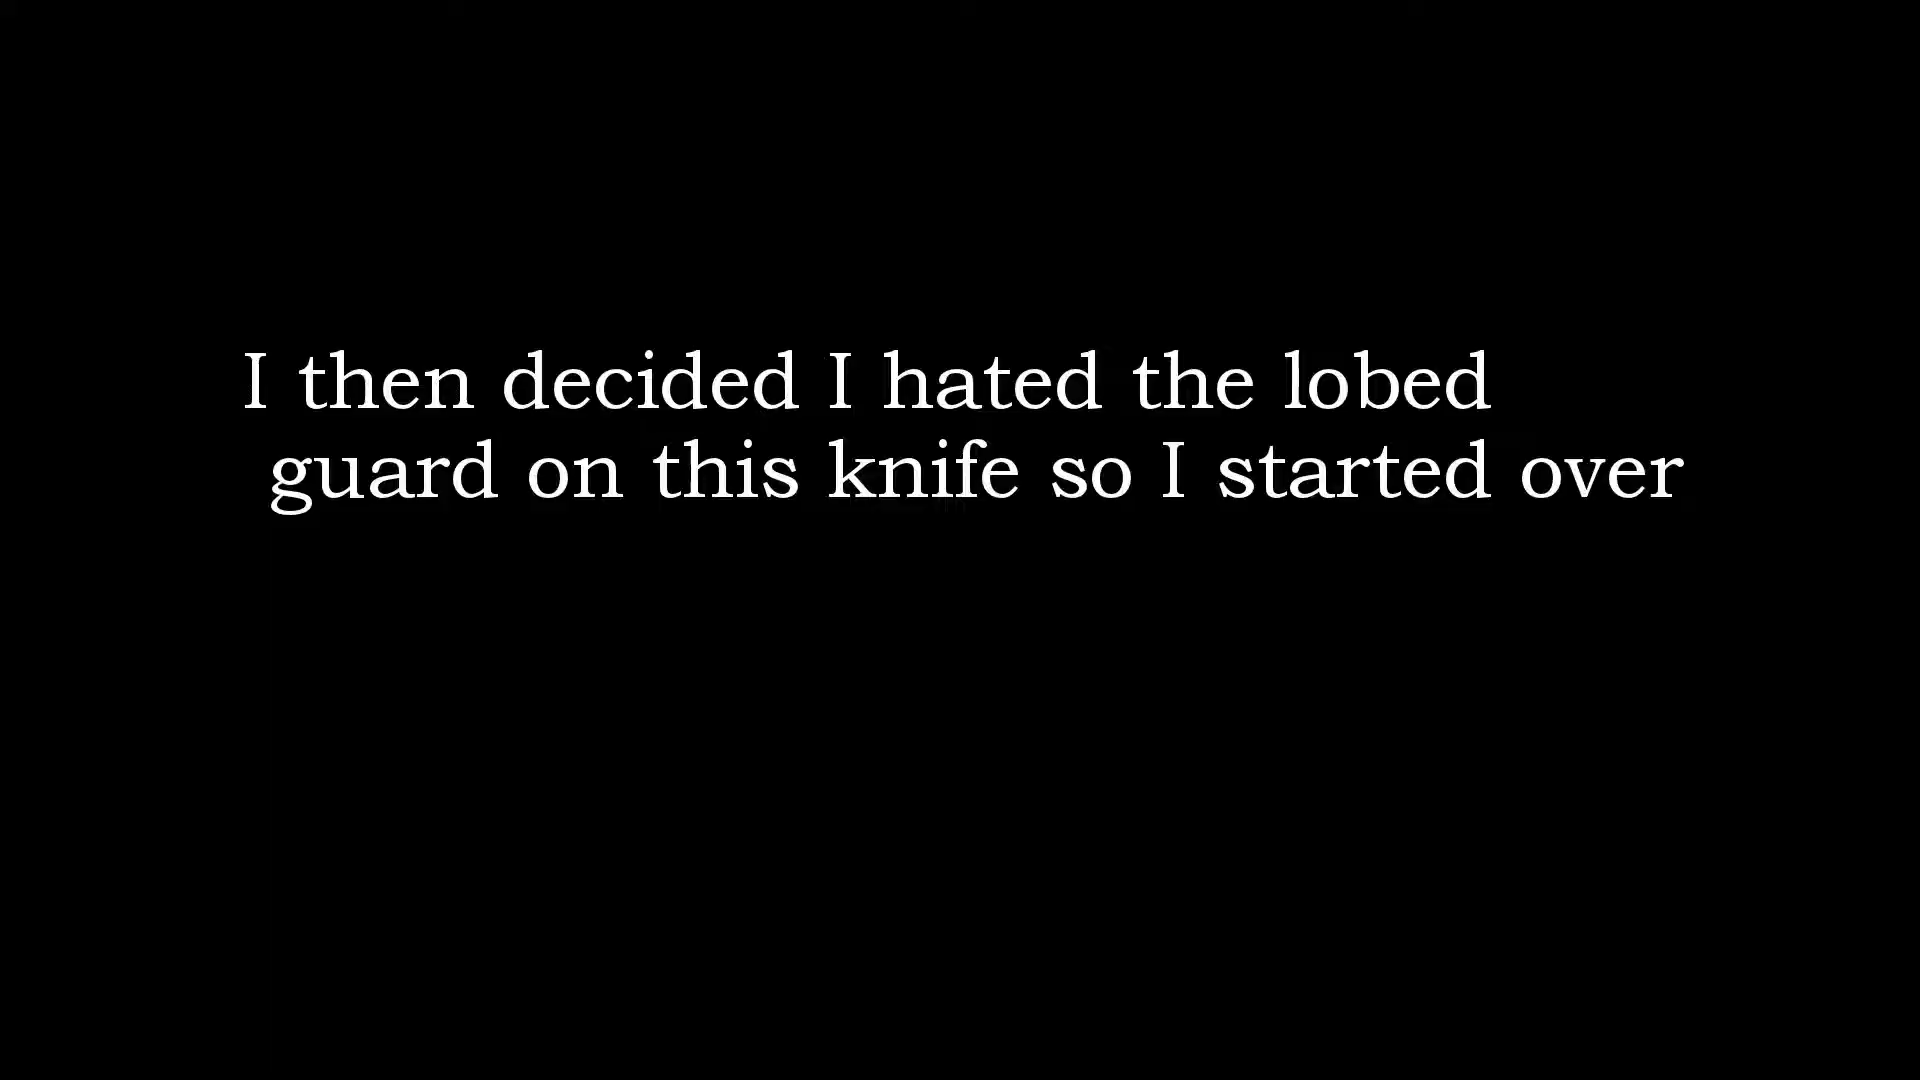 I then decided I hated the lobed
guard on this knife so I started over